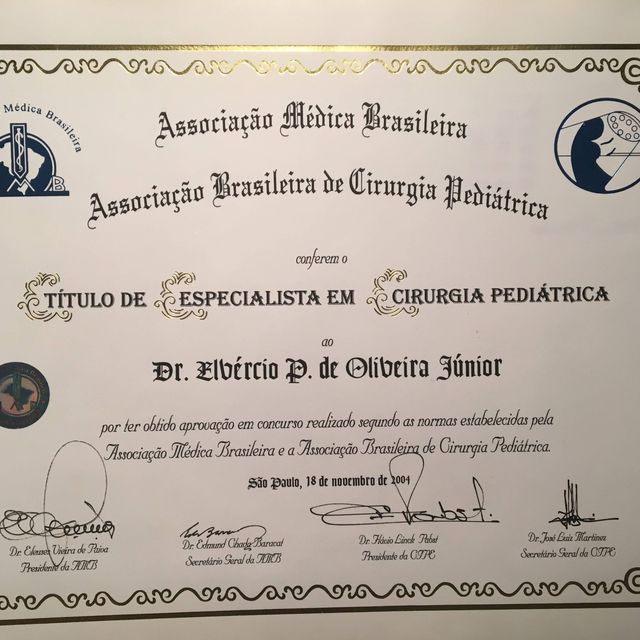 Médica Brasileira
AMB
Associação Médica Brasileira
Associação Brasileira de Cirurgia Pediátrica
conferem o
TÍTULO DE ESPECIALISTA EM CIRURGIA PEDIÁTRICA
ao
Dr. Elvércio P. de Oliveira Júnior
por ter obtido aprovação em concurso realizado segundo as normas estabelecidas pela
Associação Médica Brasileira e a Associação Brasileira de Cirurgia Pediátrica.
São Paulo, 18 de novembro de 2004
Dr. Eleuses Vieira de Paiva
Presidente da AMB
Dr. Edmund Chada Baracat
Secretário Geral da AMB
Dr. Flácio Linck Pabst
Presidente da CIPE
Dr. José Luiz Martinez
Secretário Geral da CIPE